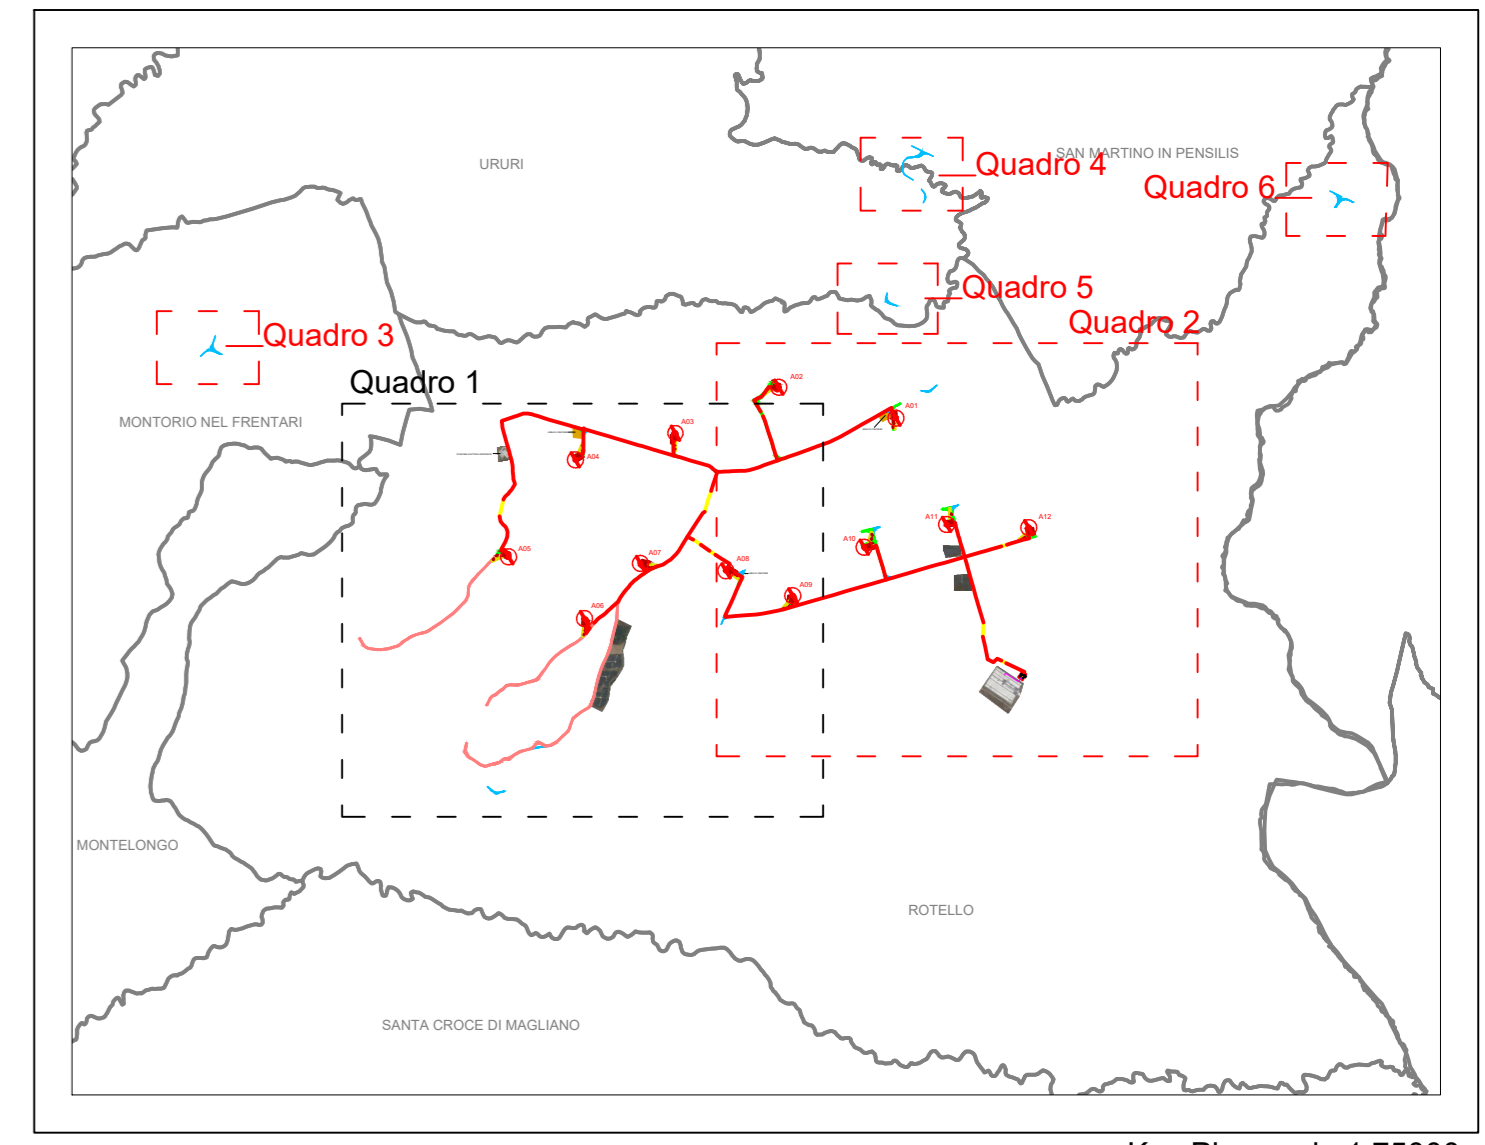 URURI
SAN MARTINO IN PENSILIS
Quadro 4
Quadro 6
Quadro 5
Quadro 2
Quadro 3
Quadro 1
MONTORIO NEL FRENTARI
A02
A01
A03
A04
A11
A12
A10
A05
A07
A08
A09
A06
MONTELONGO
ROTELLO
SANTA CROCE DI MAGLIANO